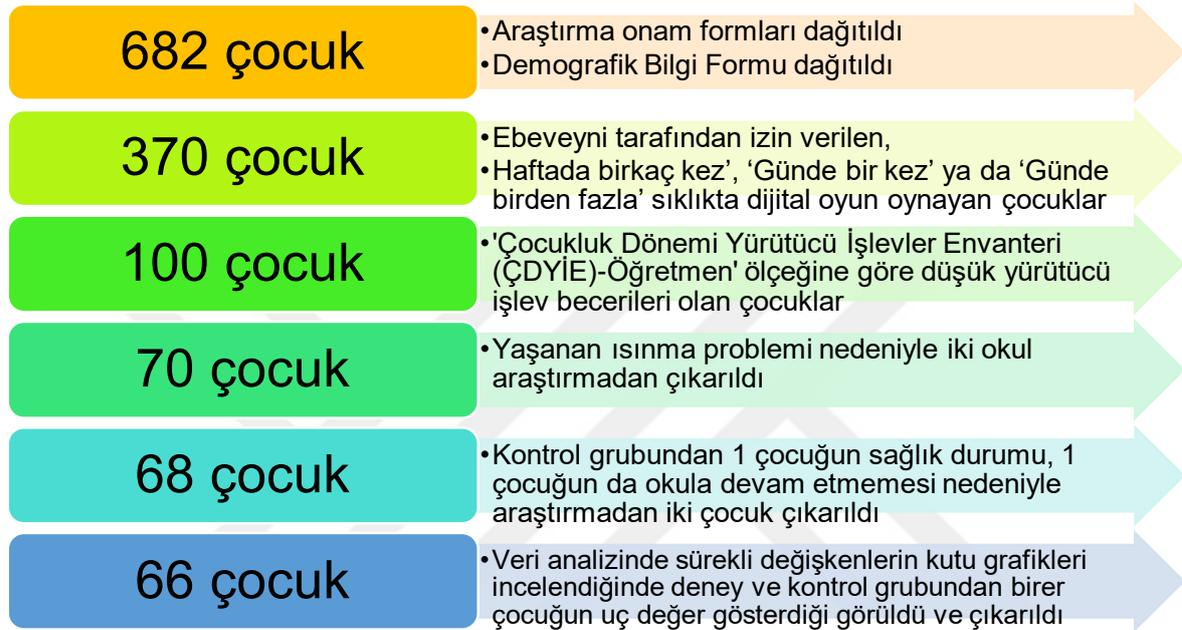 682 çocuk
•Araştırma onam formları dağıtıldı
•Demografik Bilgi Formu dağıtıldı
370 çocuk
•Ebeveyni tarafından izin verilen,
•Haftada birkaç kez’, ‘Günde bir kez’ ya da ‘Günde
birden fazla’ sıklıkta dijital oyun oynayan çocuklar
100 çocuk
•'Çocukluk Dönemi Yürütücü İşlevler Envanteri
(ÇDYİE)-Öğretmen' ölçeğine göre düşük yürütücü
işlev becerileri olan çocuklar
70 çocuk
•Yaşanan ısınma problemi nedeniyle iki okul
araştırmadan çıkarıldı
68 çocuk
•Kontrol grubundan 1 çocuğun sağlık durumu, 1
çocuğun da okula devam etmemesi nedeniyle
araştırmadan iki çocuk çıkarıldı
66 çocuk
•Veri analizinde sürekli değişkenlerin kutu grafikleri
incelendiğinde deney ve kontrol grubundan birer
çocuğun uç değer gösterdiği görüldü ve çıkarıldı